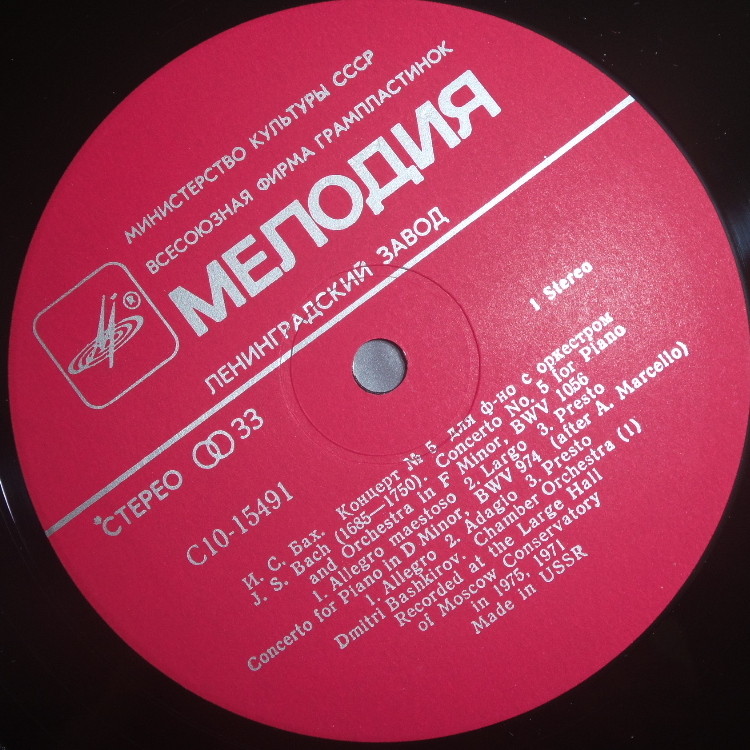 МИНИСТЕРСТВО КУЛЬТУРЫ СССР
ВСЕСОЮЗНАЯ ФИРМА ГРАМПЛАСТИНОК
МЕЛОДИЯ
®
ЛЕНИНГРАДСКИЙ ЗАВОД
*СТЕРЕО 33
1 Stereo
С10-15491
И. С. Бах. Концерт № 5 для ф-но с оркестром
J. S. Bach (1685—1750). Concerto No. 5 for Piano
and Orchestra in F Minor, BWV 1056
1. Allegro maestoso 2. Largo 3. Presto
Concerto for Piano in D Minor, BWV 974 (after A. Marcello)
1. Allegro 2. Adagio 3. Presto
Dmitri Bashkirov. Chamber Orchestra (1)
Recorded at the Large Hall
of Moscow Conservatory
in 1975, 1971
Made in USSR